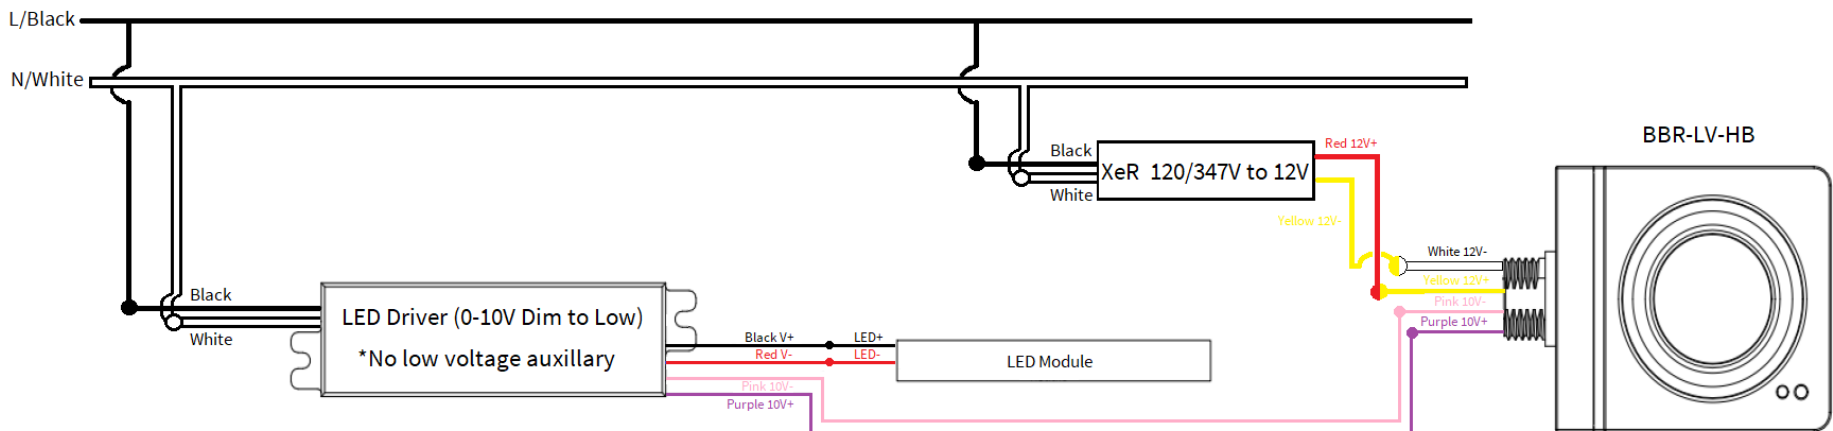 L/Black
N/White
BBR-LV-HB
Red 12V+
Black
XeR 120/347V to 12V
White
Yellow 12V-
White 12V-
Yellow 12V+
Pink 10V-
Purple 10V+
Black
White
LED Driver (0-10V Dim to Low)
*No low voltage auxillary
Black V+
LED+
Red V-
LED-
LED Module
Pink 10V-
Purple 10V+